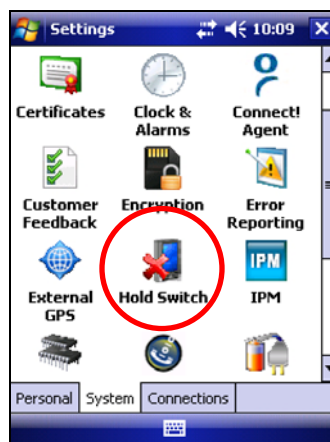 Settings 10:09
Certificates Clock & Alarms Connect! Agent
Customer Feedback Encryption Error Reporting
IPM
External GPS Hold Switch IPM
Personal System Connections